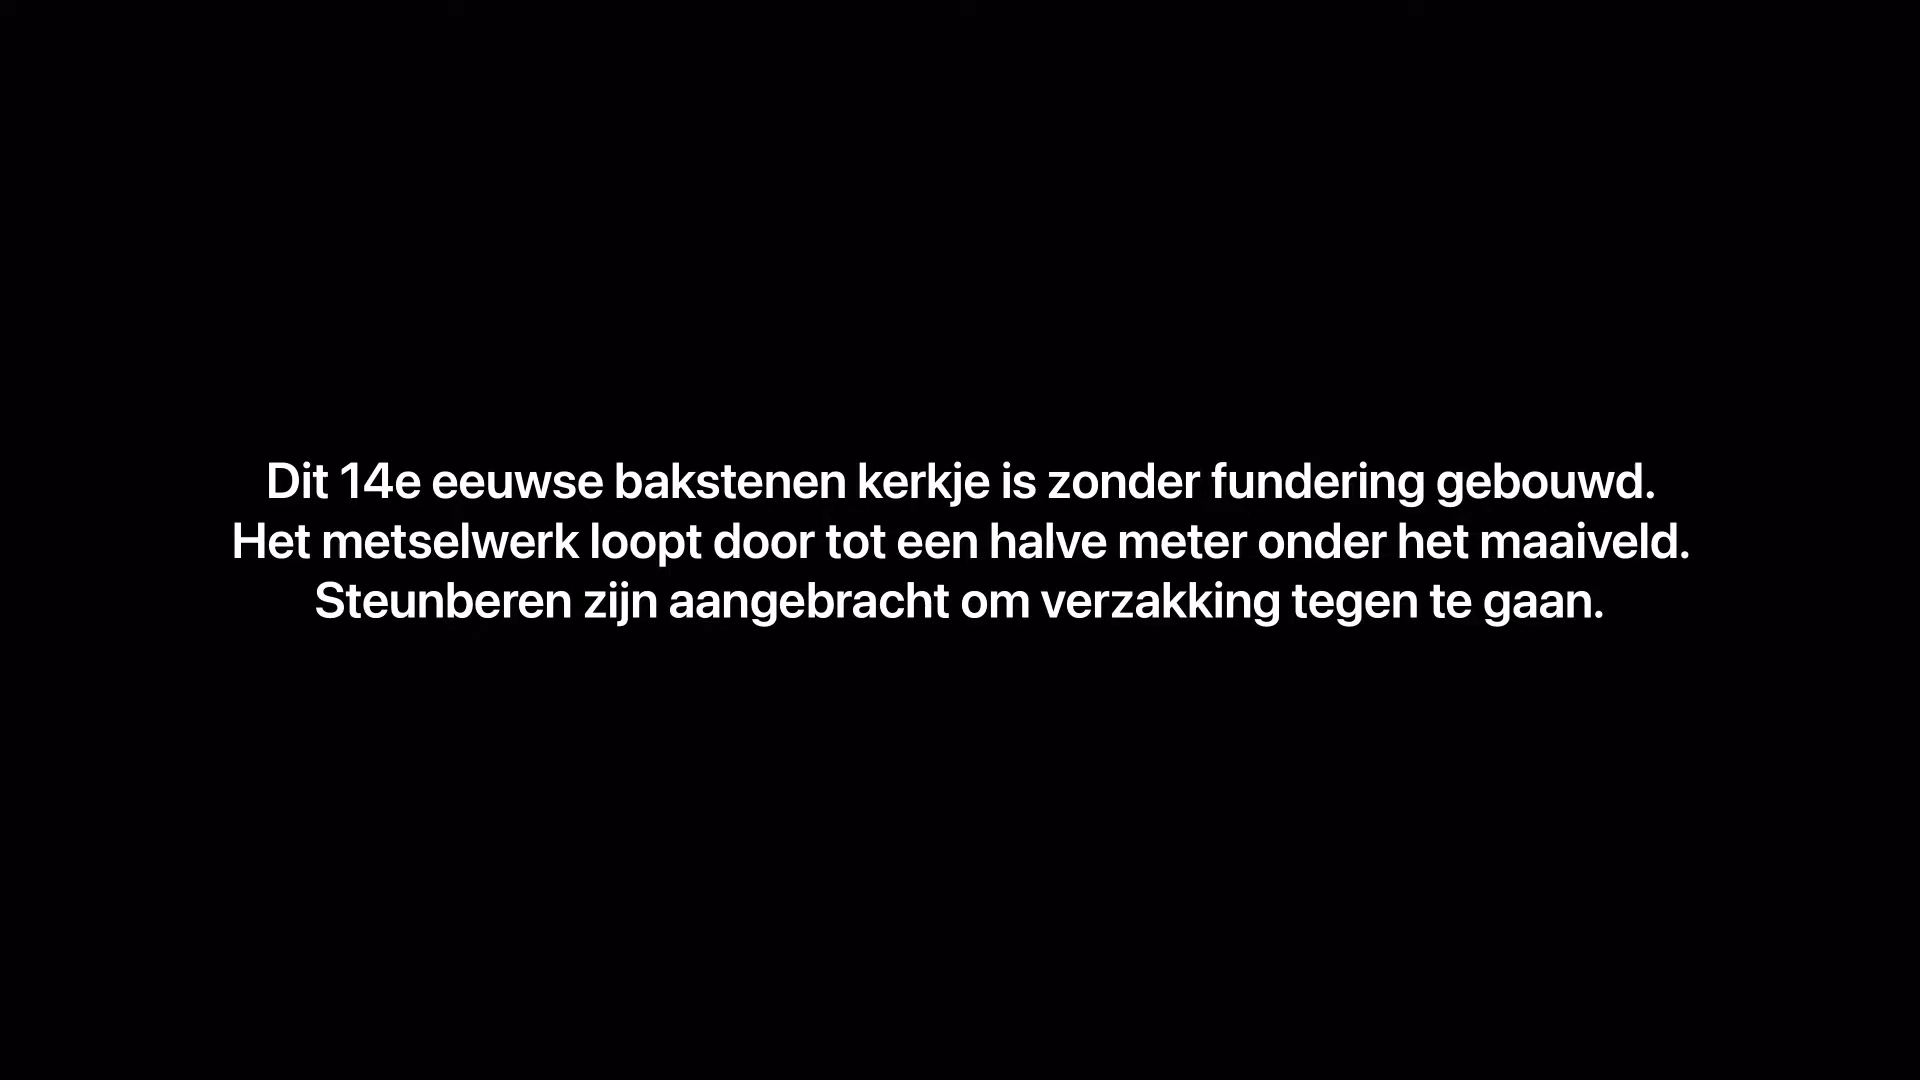 Dit 14e eeuwse bakstenen kerkje is zonder fundering gebouwd.
Het metselwerk loopt door tot een halve meter onder het maaiveld.
Steunberen zijn aangebracht om verzakking tegen te gaan.